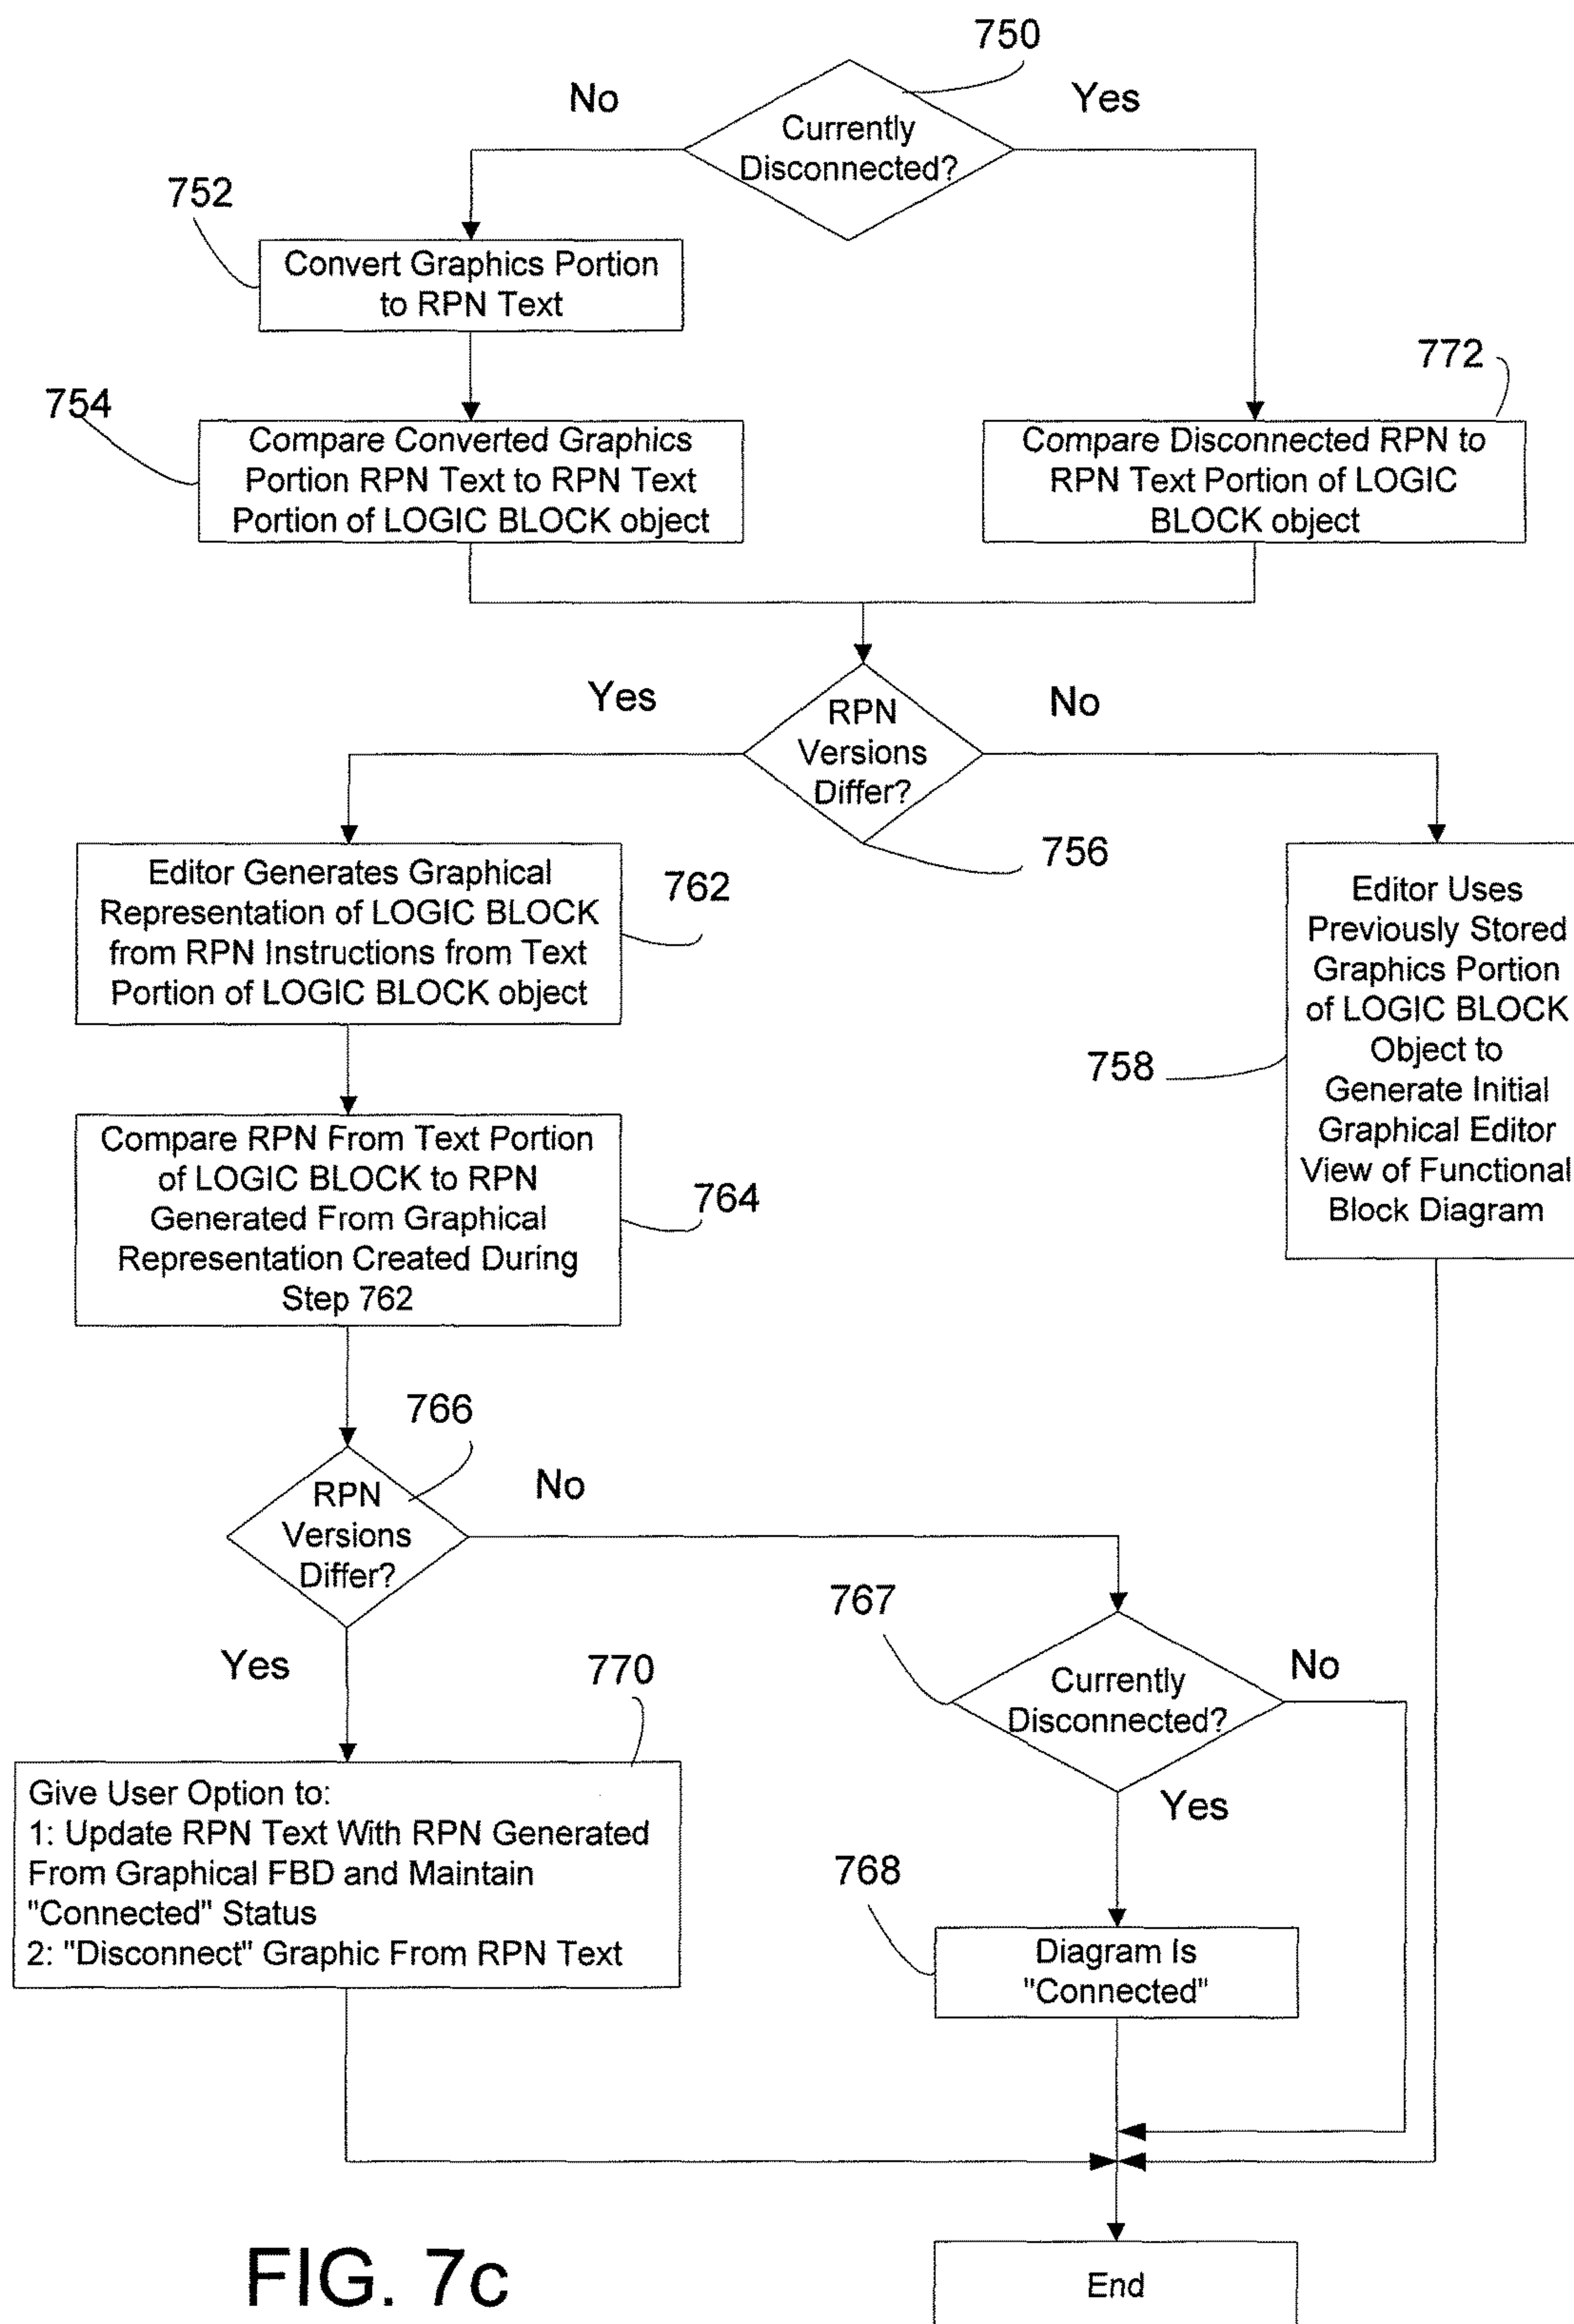 750
No
Yes
Currently
Disconnected?
752
Convert Graphics Portion
to RPN Text
772
754
Compare Converted Graphics
Portion RPN Text to RPN Text
Portion of LOGIC BLOCK object
Compare Disconnected RPN to
RPN Text Portion of LOGIC
BLOCK object
Yes
No
RPN
Versions
Differ?
756
Editor Generates Graphical
Representation of LOGIC BLOCK
from RPN Instructions from Text
Portion of LOGIC BLOCK object
762
Editor Uses
Previously Stored
Graphics Portion
of LOGIC BLOCK
Object to
Generate Initial
Graphical Editor
View of Functional
Block Diagram
758
Compare RPN From Text Portion
of LOGIC BLOCK to RPN
Generated From Graphical
Representation Created During
Step 762
764
766
No
RPN
Versions
Differ?
767
Yes
770
Currently
Disconnected?
No
Give User Option to:
1: Update RPN Text With RPN Generated
From Graphical FBD and Maintain
"Connected" Status
2: "Disconnect" Graphic From RPN Text
Yes
768
Diagram Is
"Connected"
FIG. 7c
End